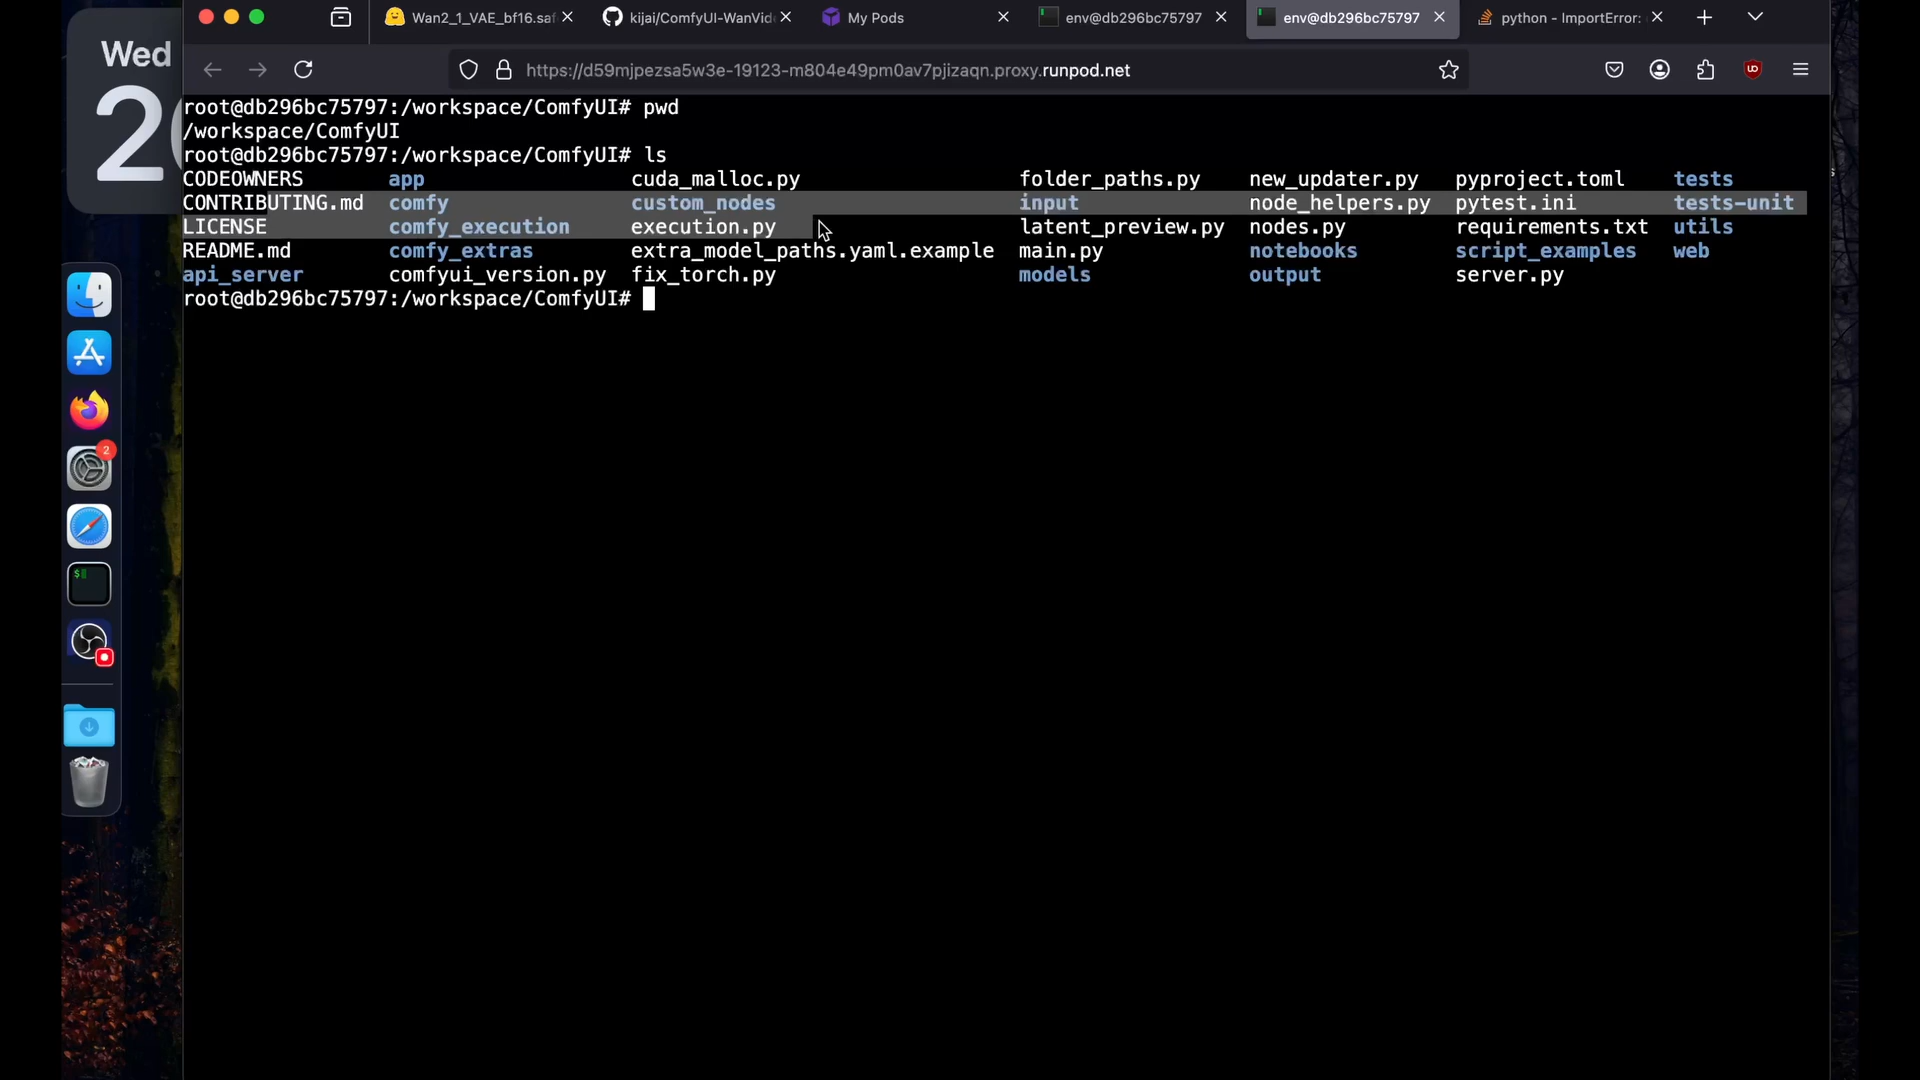 Wed
Wan2_1_VAE_bf16.saf
kijai/ComfyUI-WanVid
My Pods
env@db296bc75797
env@db296bc75797
python - ImportError:
https://d59mjpezsa5w3e-19123-m804e49pm0av7pjizaqn.proxy.runpod.net
root@db296bc75797:/workspace/ComfyUI# pwd
/workspace/ComfyUI
root@db296bc75797:/workspace/ComfyUI# ls
CODEOWNERS app cuda_malloc.py folder_paths.py new_updater.py pyproject.toml tests
CONTRIBUTING.md comfy custom_nodes input node_helpers.py pytest.ini tests-unit
LICENSE comfy_execution execution.py latent_preview.py nodes.py requirements.txt utils
README.md comfy_extras extra_model_paths.yaml.example main.py notebooks script_examples web
api_server comfyui_version.py fix_torch.py models output server.py
root@db296bc75797:/workspace/ComfyUI#
2